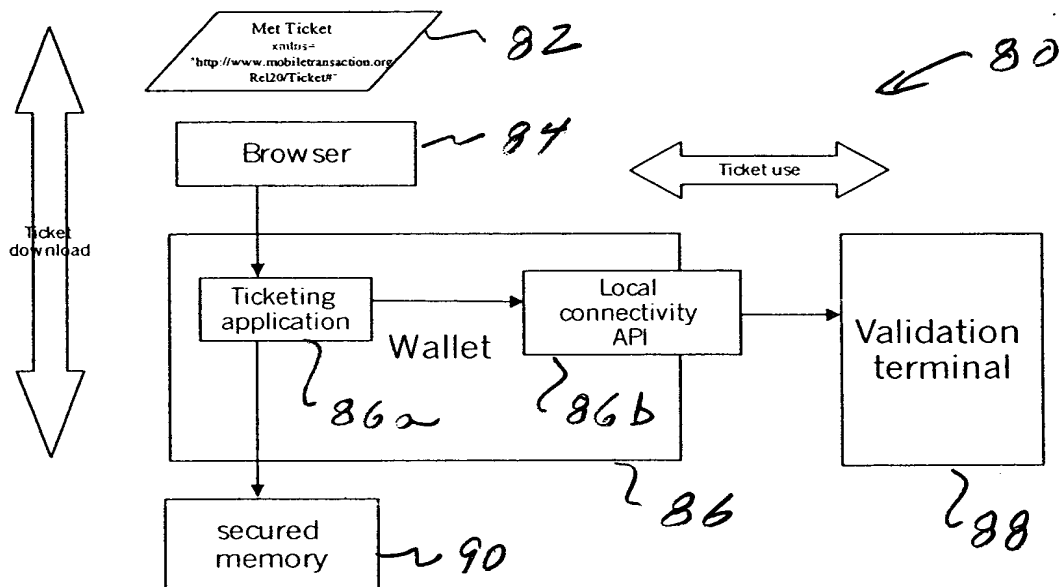 Met Ticket
xmlns=
"http://www.mobiletransaction.org/
Rel20/Ticket#"
82
80
Browser
84
Ticket use
Ticket
download
Ticketing
application
Wallet
Local
connectivity
API
Validation
terminal
86a
86b
86
88
secured
memory
90